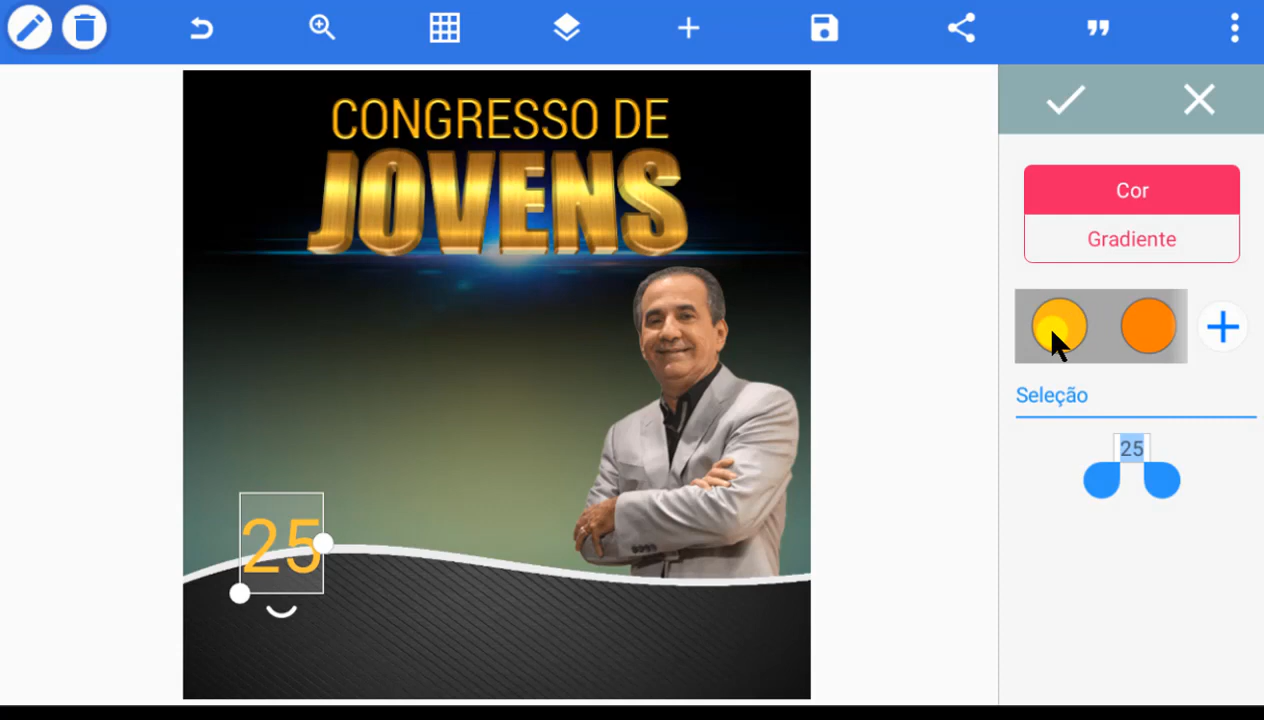 CONGRESSO DE
JOVENS
25
Cor
Gradiente
Seleção
25